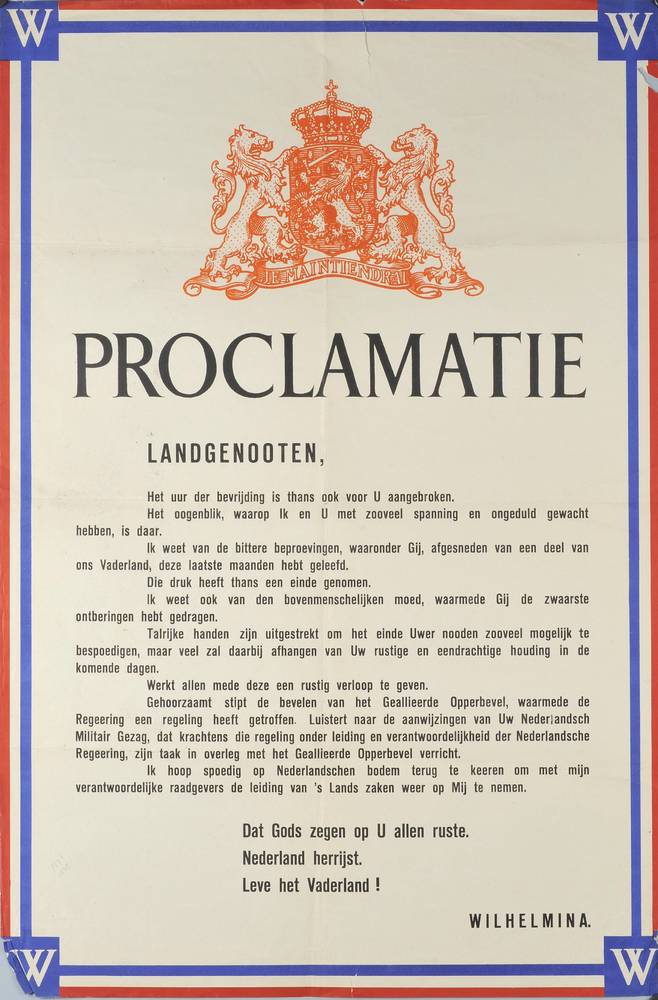 W W
JE MAINTIENDRAI
PROCLAMATIE
LANDGENOOTEN,
Het uur der bevrijding is thans ook voor U aangebroken.
Het oogenblik, waarop Ik en U met zooveel spanning en ongeduld gewacht
hebben, is daar.
Ik weet van de bittere beproevingen, waaronder Gij, afgesneden van een deel van
ons Vaderland, deze laatste maanden hebt geleefd.
Die druk heeft thans een einde genomen.
Ik weet ook van den bovenmenschelijken moed, waarmede Gij de zwaarste
ontberingen hebt gedragen.
Talrijke handen zijn uitgestrekt om het einde Uwer nooden zooveel mogelijk te
bespoedigen, maar veel zal daarbij afhangen van Uw rustige en eendrachtige houding in de
komende dagen.
Werkt allen mede deze een rustig verloop te geven.
Gehoorzaamt stipt de bevelen van het Geallieerde Opperbevel, waarmede de
Regeering een regeling heeft getroffen. Luistert naar de aanwijzingen van Uw Nederlandsch
Militair Gezag, dat krachtens die regeling onder leiding en verantwoordelijkheid der Nederlandsche
Regeering, zijn taak in overleg met het Geallieerde Opperbevel verricht.
Ik hoop spoedig op Nederlandschen bodem terug te keeren om met mijn
verantwoordelijke raadgevers de leiding van 's Lands zaken weer op Mij te nemen.
Dat Gods zegen op U allen ruste.
Nederland herrijst.
Leve het Vaderland !
WILHELMINA.
W W